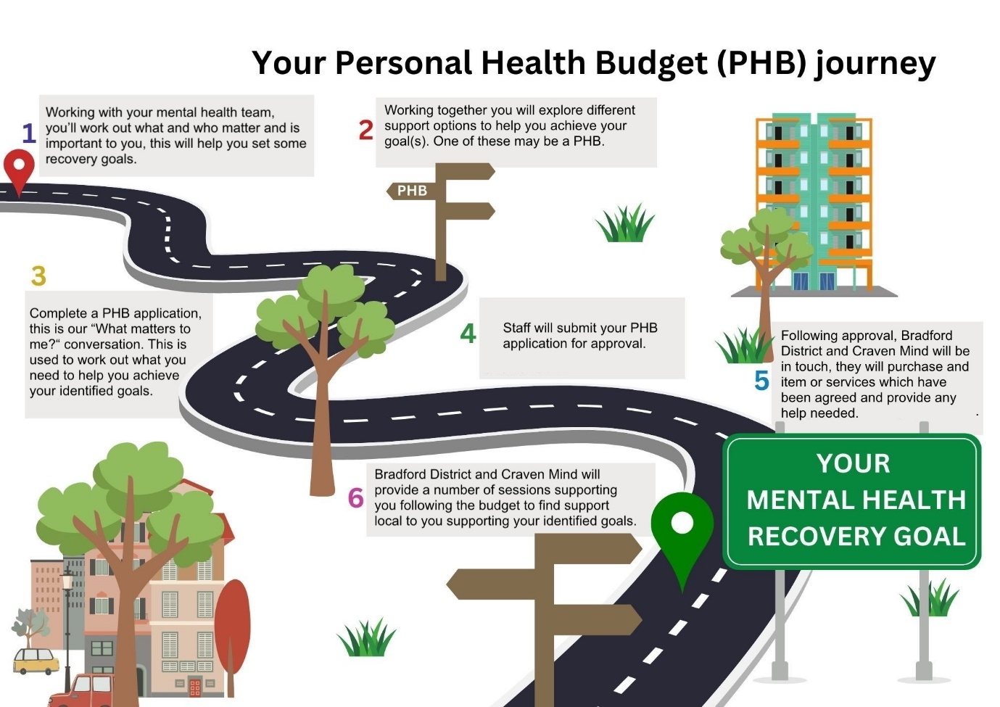 Your Personal Health Budget (PHB) journey
1
Working with your mental health team,
you'll work out what and who matter and is
important to you, this will help you set some
recovery goals.
2
Working together you will explore different
support options to help you achieve your
goal(s). One of these may be a PHB.
PHB
3
Complete a PHB application,
this is our “What matters to
me?“ conversation. This is
used to work out what you
need to help you achieve
your identified goals.
4
Staff will submit your PHB
application for approval.
5
Following approval, Bradford
District and Craven Mind will be
in touch, they will purchase and
item or services which have
been agreed and provide any
help needed.
.
6
Bradford District and Craven Mind will
provide a number of sessions supporting
you following the budget to find support
local to you supporting your identified goals.
YOUR
MENTAL HEALTH
RECOVERY GOAL